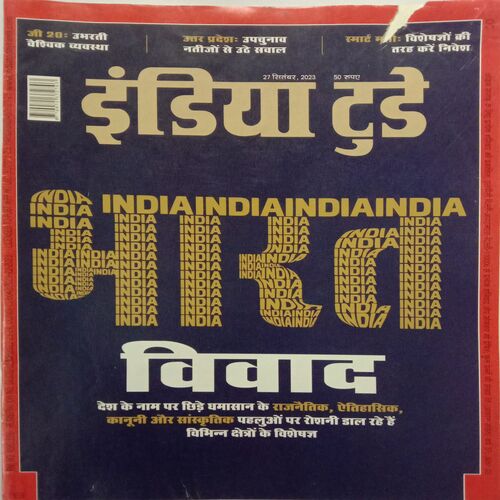 जी 20: उभरती
वैश्विक व्यवस्था
उत्तर प्रदेश: उपचुनाव
नतीजों से उठे सवाल
स्मार्ट मनी: विशेषज्ञों की
तरह करें निवेश
27 सितंबर, 2023
50 रुपए
इंडिया टुडे
INDIAINDIAINDIAINDIA
भारत
विवाद
देश के नाम पर छिड़े घमासान के राजनैतिक, ऐतिहासिक,
कानूनी और सांस्कृतिक पहलुओं पर रोशनी डाल रहे हैं
विभिन्न क्षेत्रों के विशेषज्ञ